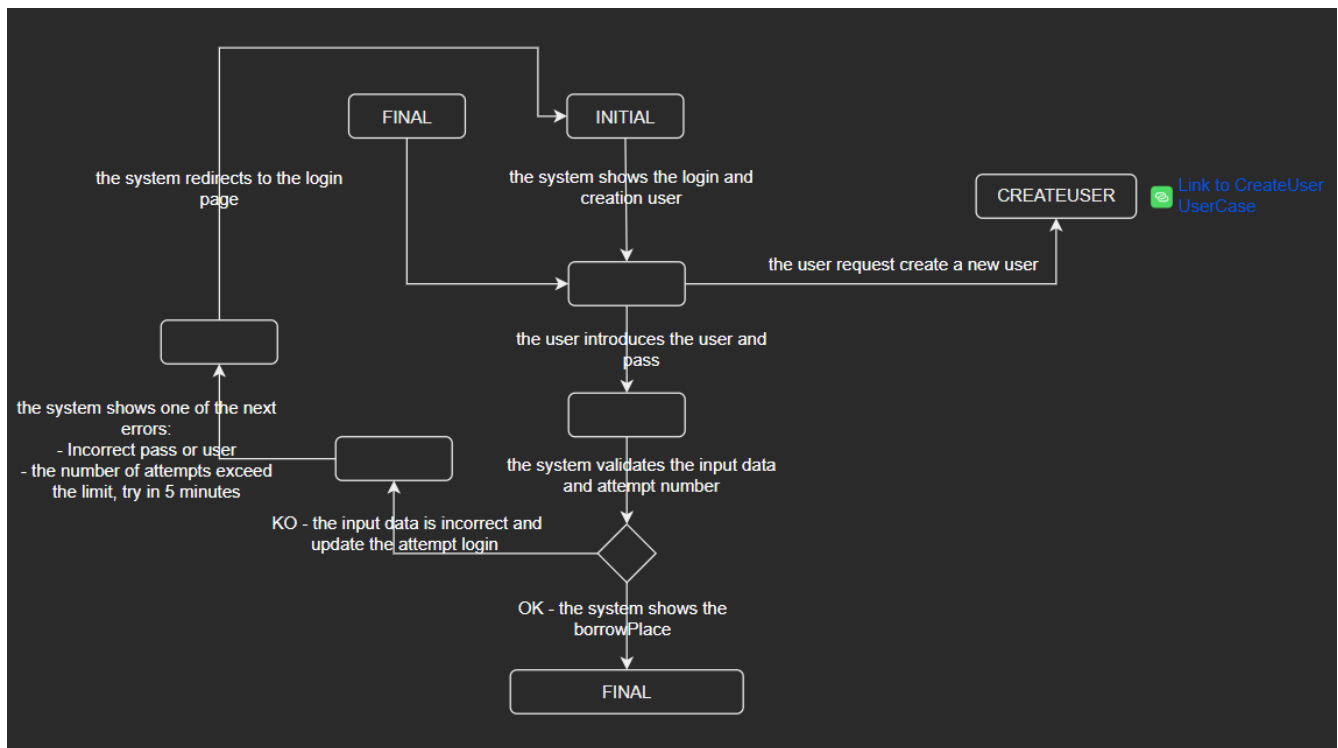 FINAL
INITIAL
the system redirects to the login
page
the system shows the login and
creation user
CREATEUSER
Link to CreateUser
UserCase
the user request create a new user
the user introduces the user and
pass
the system shows one of the next
errors:
- Incorrect pass or user
- the number of attempts exceed
the limit, try in 5 minutes
the system validates the input data
and attempt number
KO - the input data is incorrect and
update the attempt login
OK - the system shows the
borrowPlace
FINAL